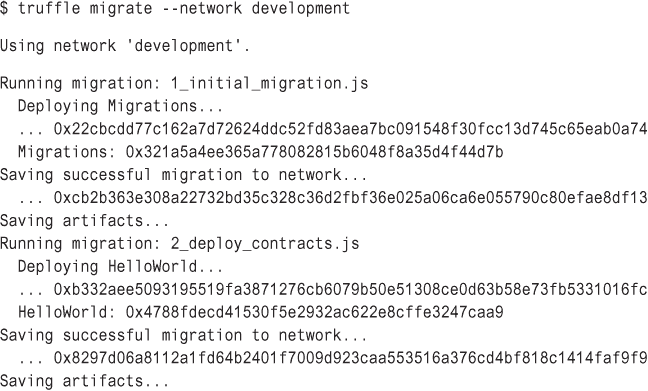 $ truffle migrate --network development
Using network 'development'.
Running migration: 1_initial_migration.js
Deploying Migrations...
... 0x22cbcdd77c162a7d72624ddc52fd83aea7bc091548f30fcc13d745c65eab0a74
Migrations: 0x321a5a4ee365a778082815b6048f8a35d4f44d7b
Saving successful migration to network...
... 0xcb2b363e308a22732bd35c328c36d2fbf36e025a06ca6e055790c80efae8df13
Saving artifacts...
Running migration: 2_deploy_contracts.js
Deploying HelloWorld...
... 0xb332aee5093195519fa3871276cb6079b50e51308ce0d63b58e73fb5331016fc
HelloWorld: 0x4788fdecd41530f5e2932ac622e8cffe3247caa9
Saving successful migration to network...
... 0x8297d06a8112a1fd64b2401f7009d923caa553516a376cd4bf818c1414faf9f9
Saving artifacts...